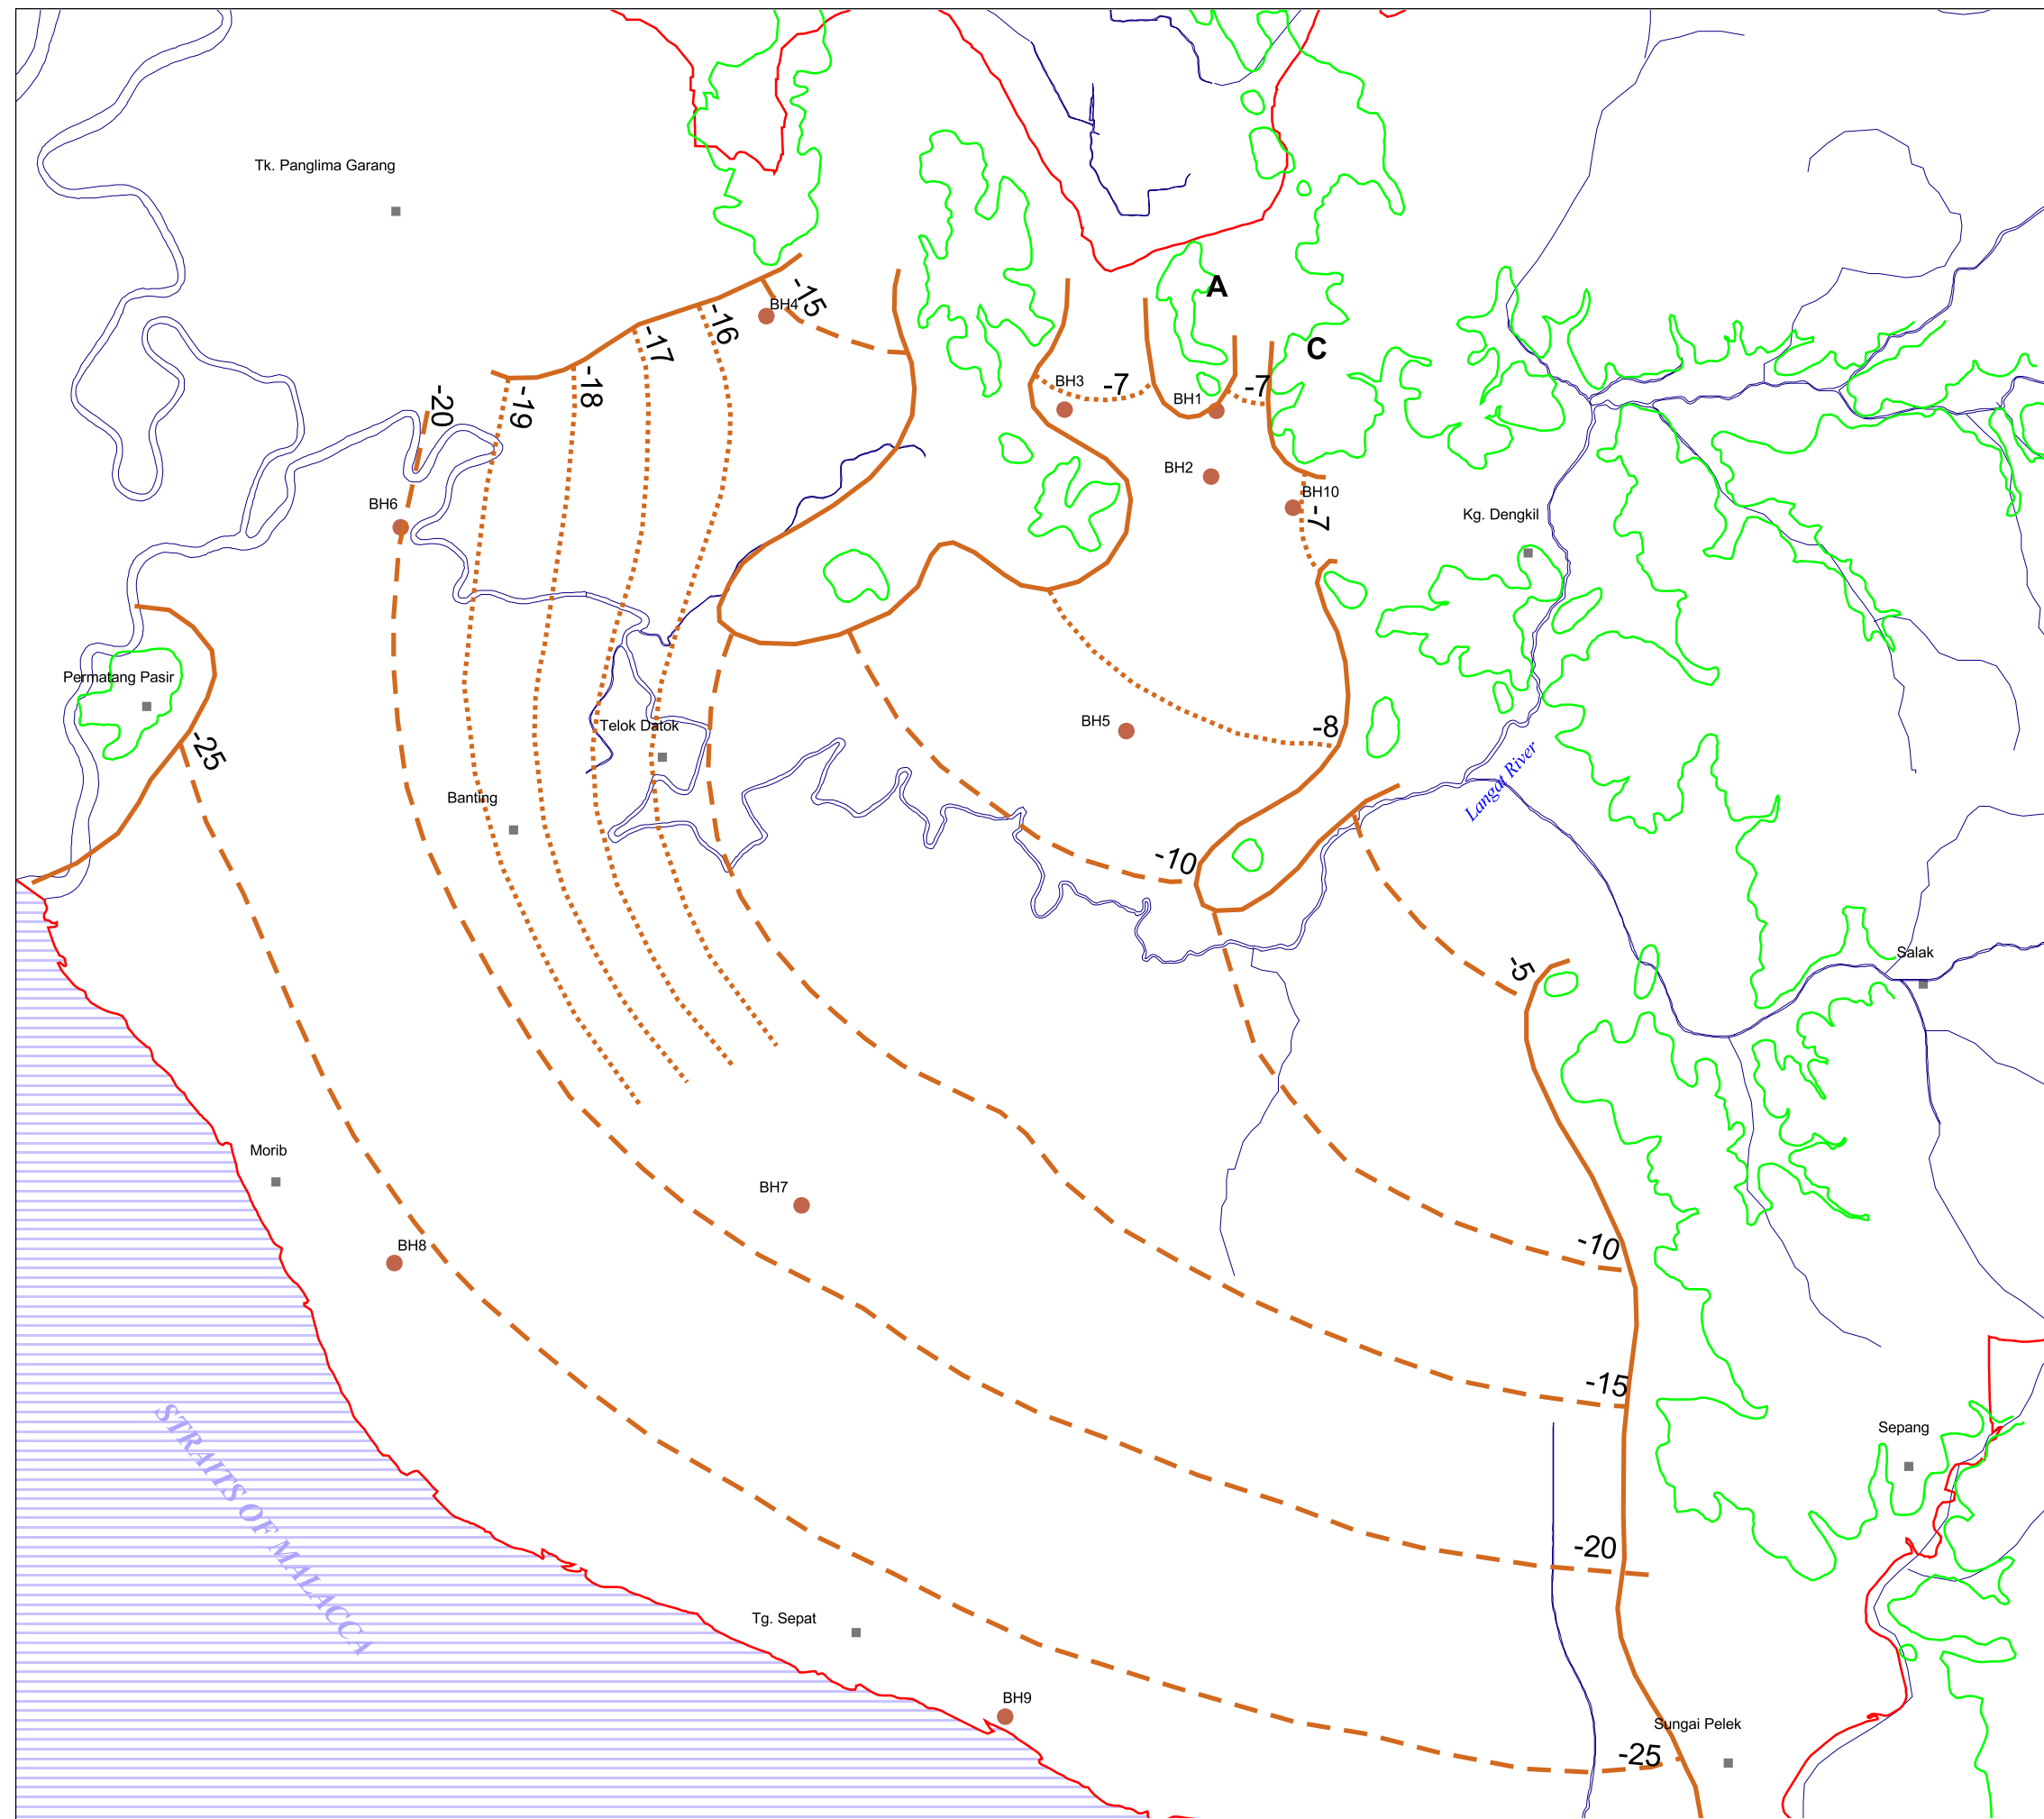 Tk. Panglima Garang
A
-15
BH4
-16
-17
C
-18
-19
-20
BH3
-7
-7
BH1
BH2
BH6
BH10
-7
Kg. Dengkil
Permatang Pasir
-25
Telok Datok
BH5
-8
Langat River
Banting
-10
-5
Salak
Morib
BH7
BH8
-10
-15
STRAITS OF MALACCA
Sepang
-20
Tg. Sepat
BH9
Sungai Pelek
-25